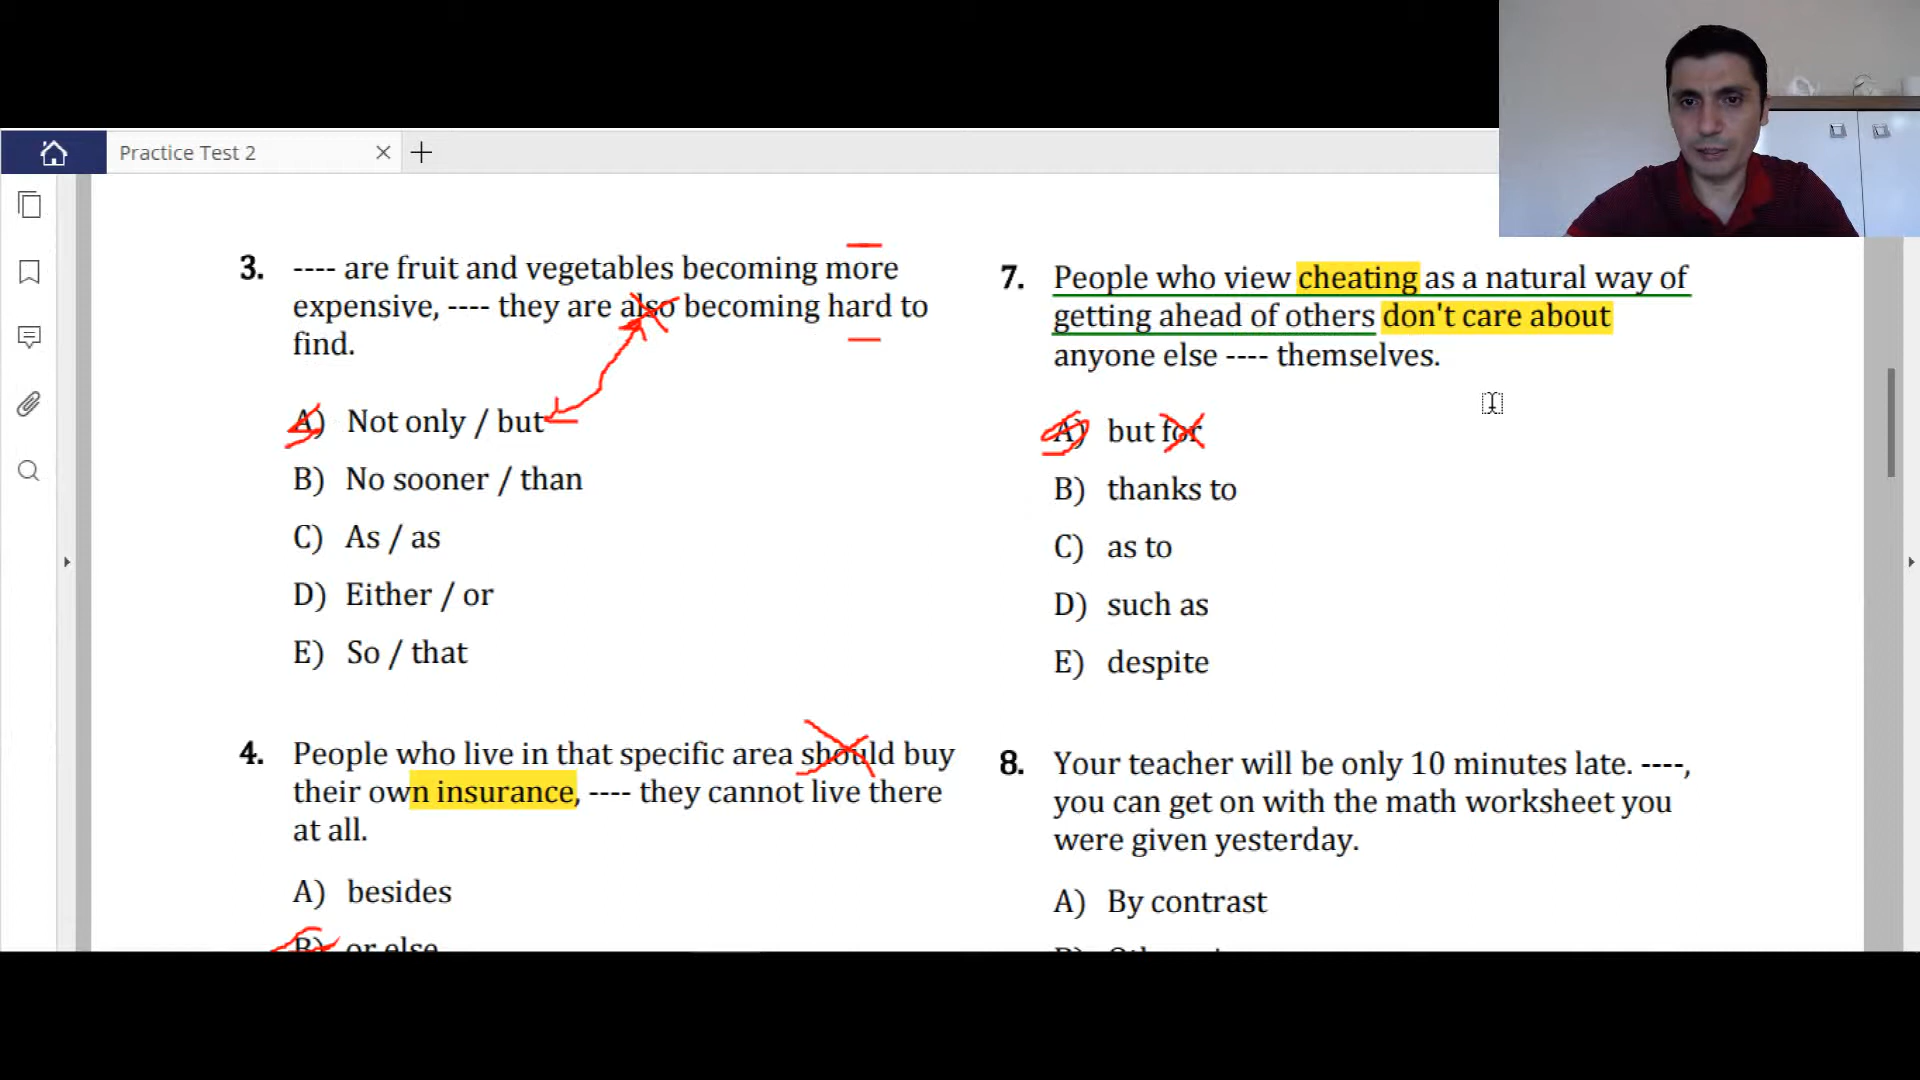 Practice Test 2
3. ---- are fruit and vegetables becoming more
expensive, ---- they are also becoming hard to
find.
A) Not only / but
B) No sooner / than
C) As / as
D) Either / or
E) So / that
4. People who live in that specific area should buy
their own insurance, ---- they cannot live there
at all.
A) besides
B) or else
7. People who view cheating as a natural way of
getting ahead of others don't care about
anyone else ---- themselves.
A) but for
B) thanks to
C) as to
D) such as
E) despite
8. Your teacher will be only 10 minutes late. ----,
you can get on with the math worksheet you
were given yesterday.
A) By contrast